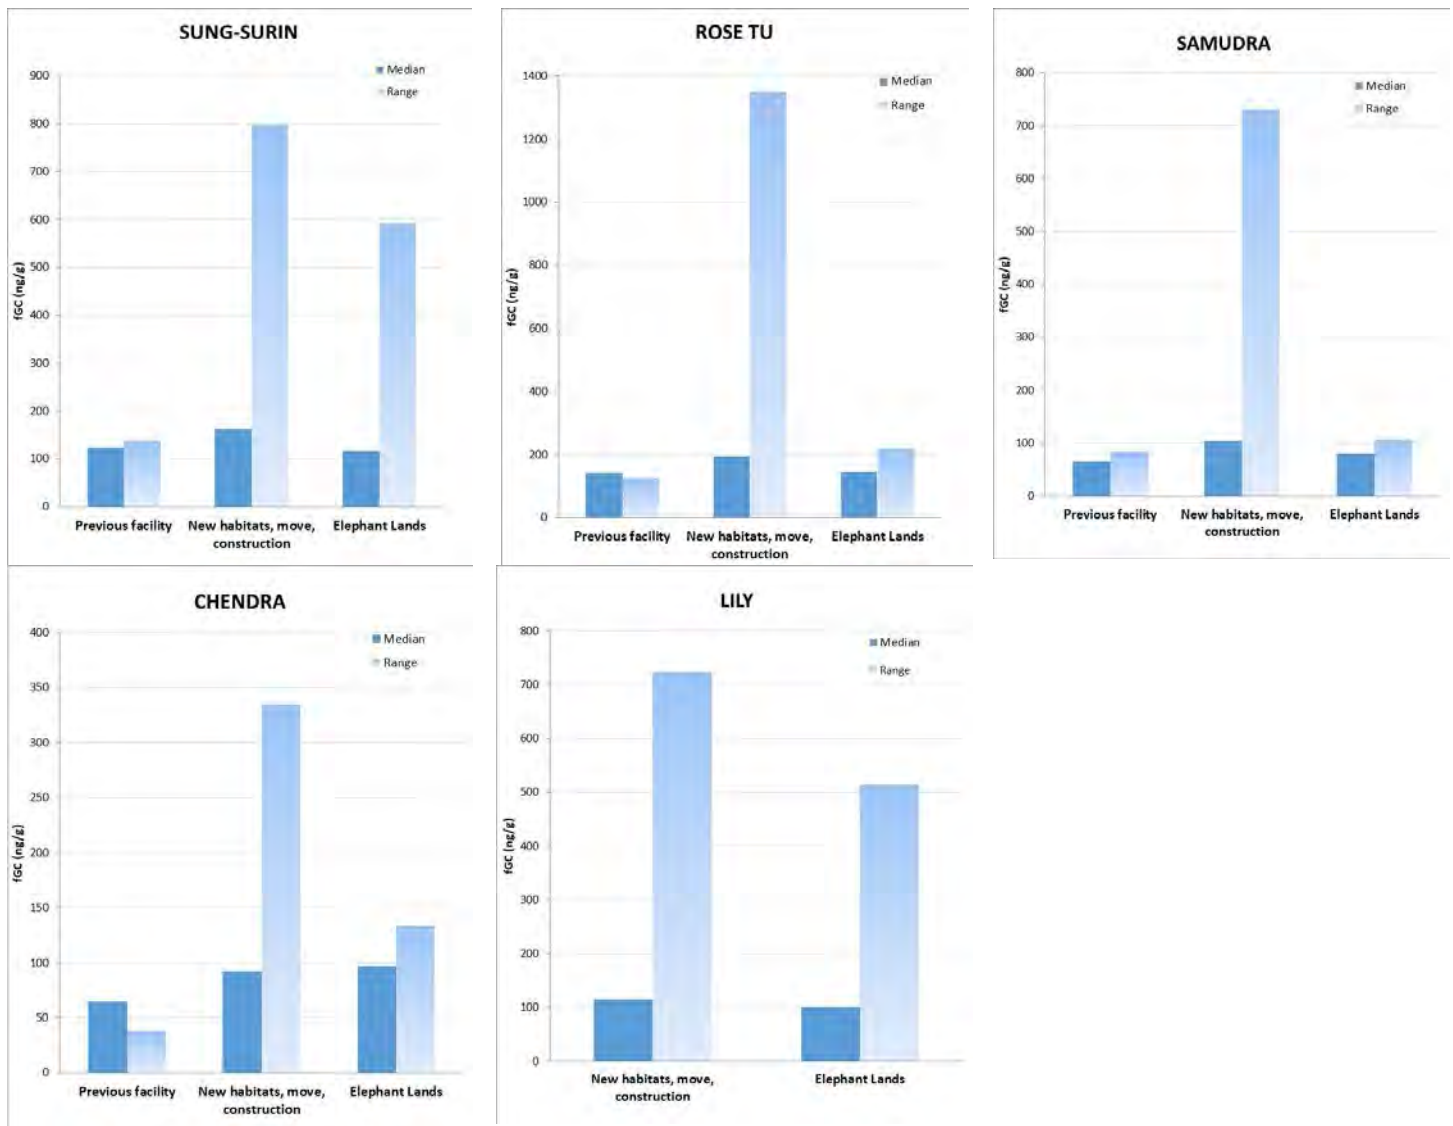 SUNG-SURIN
Median
Range
900
800
700
600
500
400
300
200
100
0
fGC (ng/g)
Previous facility
New habitats, move,
construction
Elephant Lands
ROSE TU
Median
Range
1400
1200
1000
800
600
400
200
0
fGC (ng/g)
Previous facility
New habitats, move,
construction
Elephant Lands
SAMUDRA
Median
Range
800
700
600
500
400
300
200
100
0
fGC (ng/g)
Previous facility
New habitats, move,
construction
Elephant Lands
CHENDRA
Median
Range
400
350
300
250
200
150
100
50
0
fGC (ng/g)
Previous facility
New habitats, move,
construction
Elephant Lands
LILY
Median
Range
800
700
600
500
400
300
200
100
0
fGC (ng/g)
New habitats, move,
construction
Elephant Lands